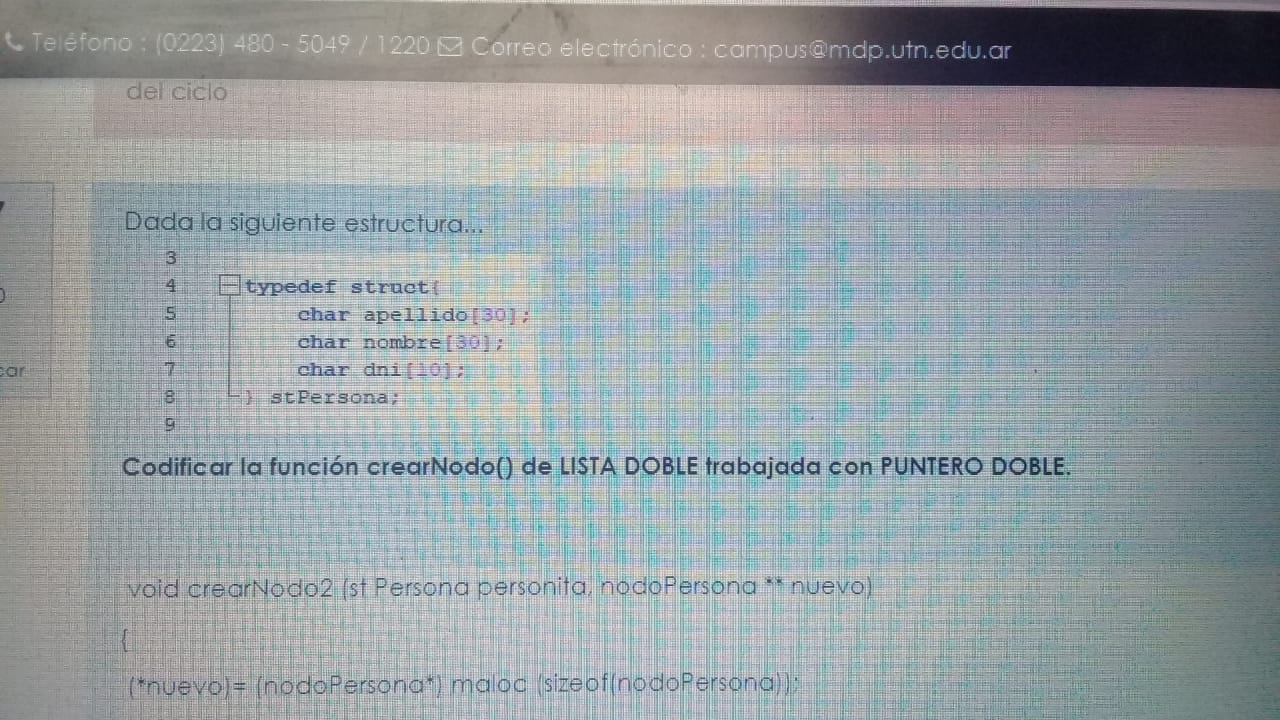 Teléfono : (0223) 480 - 5049 / 1220 Correo electrónico : campus@mdp.utn.edu.ar
del ciclo
Dada la siguiente estructura...
3
4 typedef struct{
5 char apellido[30];
6 char nombre[30];
7 char dni[10];
8 } stPersona;
9
Codificar la función crearNodo() de LISTA DOBLE trabajada con PUNTERO DOBLE.
void crearNodo2 (st Persona personita, nodoPersona ** nuevo)
{
(*nuevo)= (nodoPersona*) maloc (sizeof(nodoPersona));